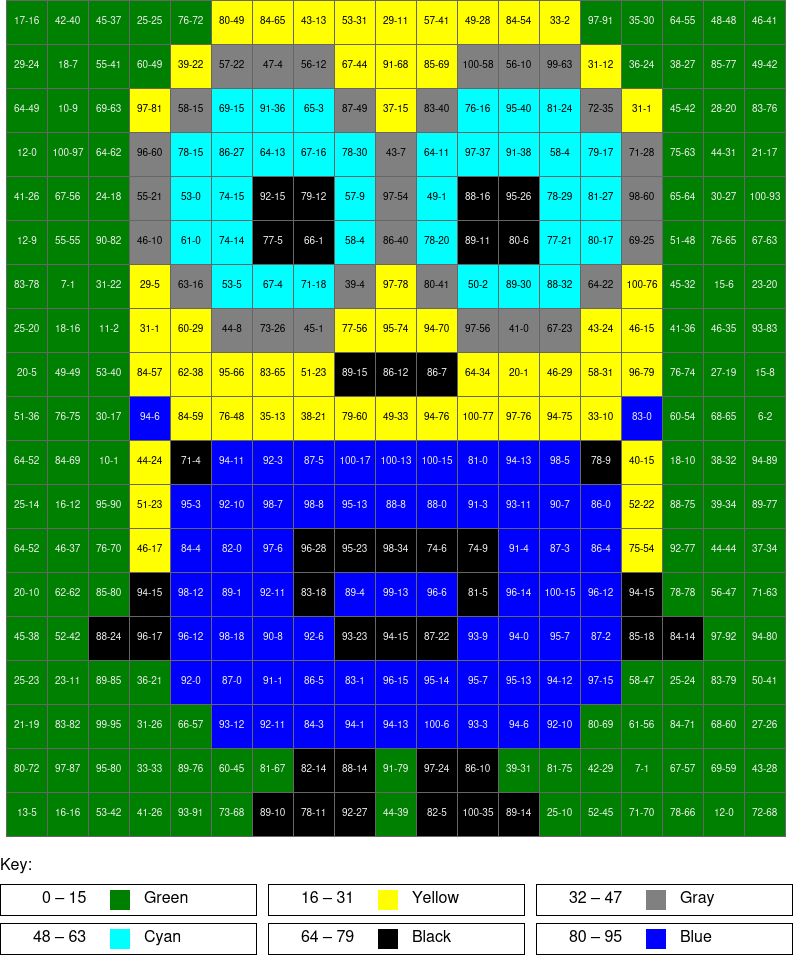 17-16 42-40 45-37 25-25 76-72 80-49 84-65 43-13 53-31 29-11 57-41 49-28 84-54 33-2 97-91 35-30 64-55 48-48 46-41
29-24 18-7 55-41 60-49 39-22 57-22 47-4 56-12 67-44 91-68 85-69 100-58 56-10 99-63 31-12 36-24 38-27 85-77 49-42
64-49 10-9 69-63 97-81 58-15 69-15 91-36 65-3 87-49 37-15 83-40 76-16 95-40 81-24 72-35 31-1 45-42 28-20 83-76
12-0 100-97 64-62 96-60 78-15 86-27 64-13 67-16 78-30 43-7 64-11 97-37 91-38 58-4 79-17 71-28 75-63 44-31 21-17
41-26 67-56 24-18 55-21 53-0 74-15 92-15 79-12 57-9 97-54 49-1 88-16 95-26 78-29 81-27 98-60 65-64 30-27 100-93
12-9 55-55 90-82 46-10 61-0 74-14 77-5 66-1 58-4 86-40 78-20 89-11 80-6 77-21 80-17 69-25 51-48 76-65 67-63
83-78 7-1 31-22 29-5 63-16 53-5 67-4 71-18 39-4 97-78 80-41 50-2 89-30 88-32 64-22 100-76 45-32 15-6 23-20
25-20 18-16 11-2 31-1 60-29 44-8 73-26 45-1 77-56 95-74 94-70 97-56 41-0 67-23 43-24 46-15 41-36 46-35 93-83
20-5 49-49 53-40 84-57 62-38 95-66 83-65 51-23 89-15 86-12 86-7 64-34 20-1 46-29 58-31 96-79 76-74 27-19 15-8
51-36 76-75 30-17 94-6 84-59 76-48 35-13 38-21 79-60 49-33 94-76 100-77 97-76 94-75 33-10 83-0 60-54 68-65 6-2
64-52 84-69 10-1 44-24 71-4 94-11 92-3 87-5 100-17 100-13 100-15 81-0 94-13 98-5 78-9 40-15 18-10 38-32 94-89
25-14 16-12 95-90 51-23 95-3 92-10 98-7 98-8 95-13 88-8 88-0 91-3 93-11 90-7 86-0 52-22 88-75 39-34 89-77
64-52 46-37 76-70 46-17 84-4 82-0 97-6 96-28 95-23 98-34 74-6 74-9 91-4 87-3 86-4 75-54 92-77 44-44 37-34
20-10 62-62 85-80 94-15 98-12 89-1 92-11 83-18 89-4 99-13 96-6 81-5 96-14 100-15 96-12 94-15 78-78 56-47 71-63
45-38 52-42 88-24 96-17 96-12 98-18 90-8 92-6 93-23 94-15 87-22 93-9 94-0 95-7 87-2 85-18 84-14 97-92 94-80
25-23 23-11 89-85 36-21 92-0 87-0 91-1 86-5 83-1 96-15 95-14 95-7 95-13 94-12 97-15 58-47 25-24 83-79 50-41
21-19 83-82 99-95 31-26 66-57 93-12 92-11 84-3 94-1 94-13 100-6 93-3 94-6 92-10 80-69 61-56 84-71 68-60 27-26
80-72 97-87 95-80 33-33 89-76 60-45 81-67 82-14 88-14 91-79 97-24 86-10 39-31 81-75 42-29 7-1 67-57 69-59 43-28
13-5 16-16 53-42 41-26 93-91 73-68 89-10 78-11 92-27 44-39 82-5 100-35 89-14 25-10 52-45 71-70 78-66 12-0 72-68
Key:
0 – 15 Green 16 – 31 Yellow 32 – 47 Gray
48 – 63 Cyan 64 – 79 Black 80 – 95 Blue